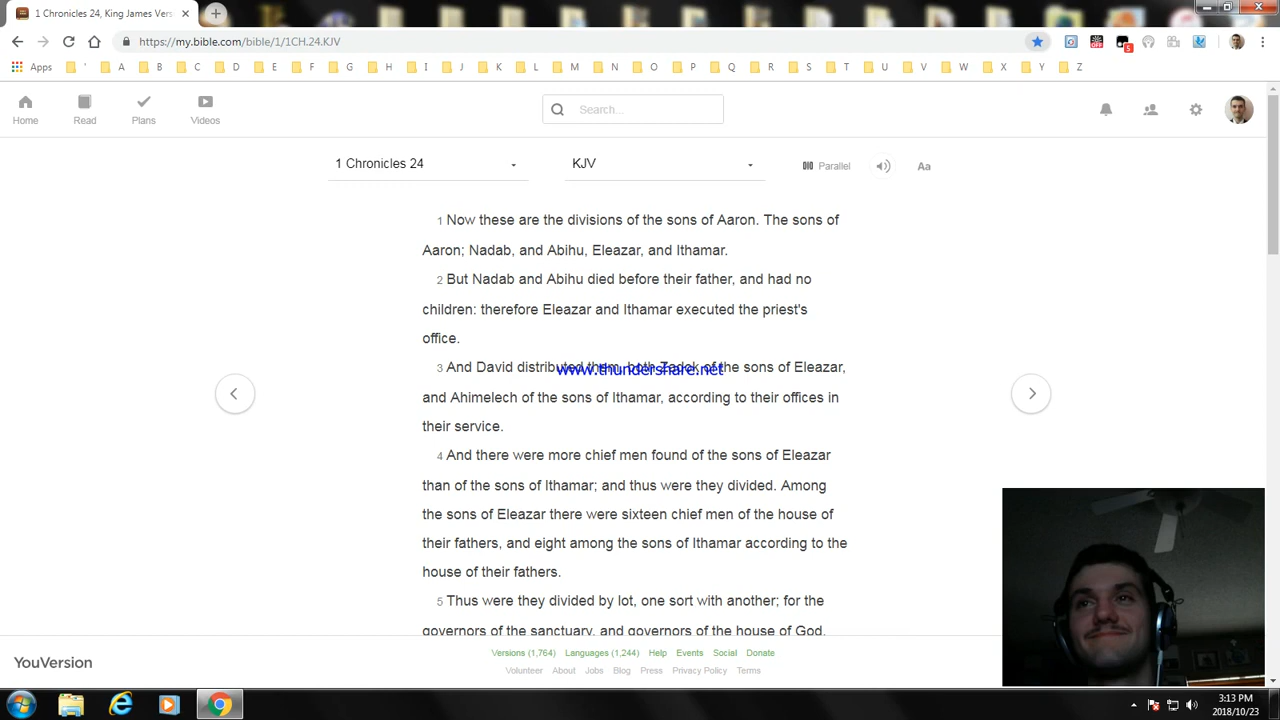 1 Chronicles 24, King James Vers
https://my.bible.com/bible/1/1CH.24.KJV
5
Apps ' A B C D E F G H I J K L M N O P Q R S T U V W X Y Z
Home Read Plans Videos
Search...
1 Chronicles 24 KJV Parallel Aa
1 Now these are the divisions of the sons of Aaron. The sons of
Aaron; Nadab, and Abihu, Eleazar, and Ithamar.
2 But Nadab and Abihu died before their father, and had no
children: therefore Eleazar and Ithamar executed the priest's
office.
3 And David distributed them, both Zadok of the sons of Eleazar,
www.thundershare.net
and Ahimelech of the sons of Ithamar, according to their offices in
their service.
4 And there were more chief men found of the sons of Eleazar
than of the sons of Ithamar; and thus were they divided. Among
the sons of Eleazar there were sixteen chief men of the house of
their fathers, and eight among the sons of Ithamar according to the
house of their fathers.
5 Thus were they divided by lot, one sort with another; for the
governors of the sanctuary, and governors of the house of God,
YouVersion
Versions (1,764) Languages (1,244) Help Events Social Donate
Volunteer About Jobs Blog Press Privacy Policy Terms
3:13 PM
2018/10/23